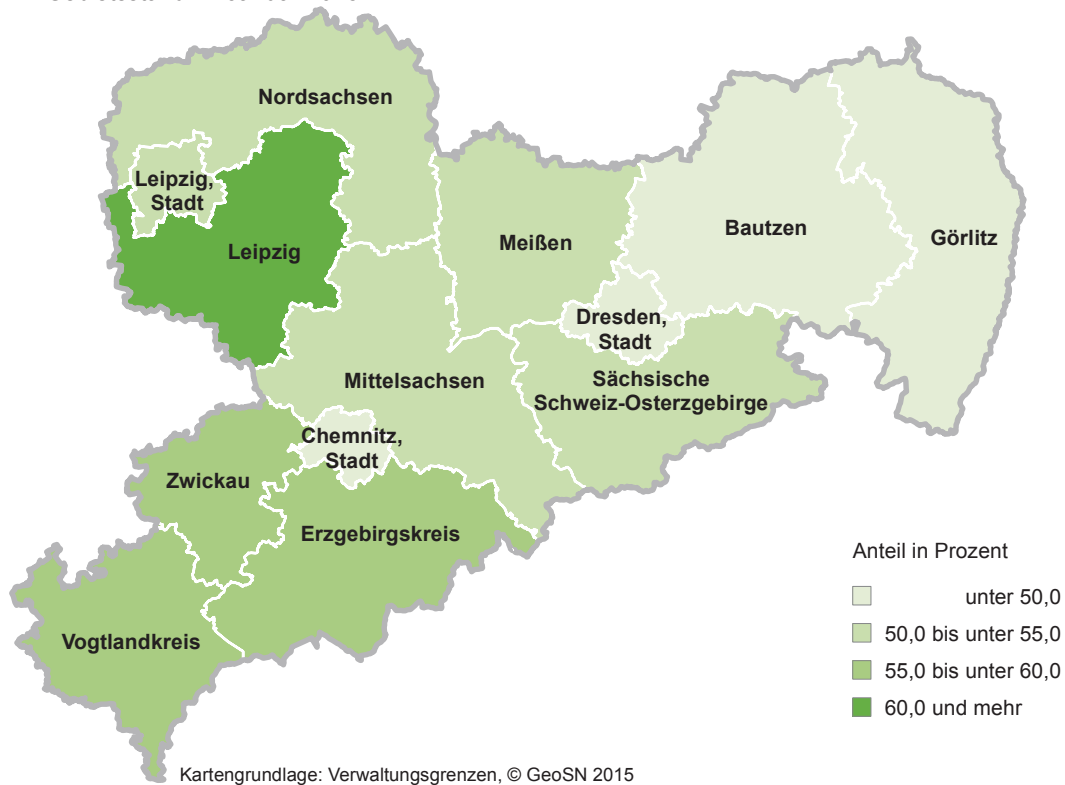 Nordsachsen
Leipzig,
Stadt
Leipzig
Meißen
Bautzen
Görlitz
Dresden,
Stadt
Mittelsachsen
Sächsische
Schweiz-Osterzgebirge
Chemnitz,
Stadt
Zwickau
Erzgebirgskreis
Vogtlandkreis
Anteil in Prozent
unter 50,0
50,0 bis unter 55,0
55,0 bis unter 60,0
60,0 und mehr
Kartengrundlage: Verwaltungsgrenzen, © GeoSN 2015